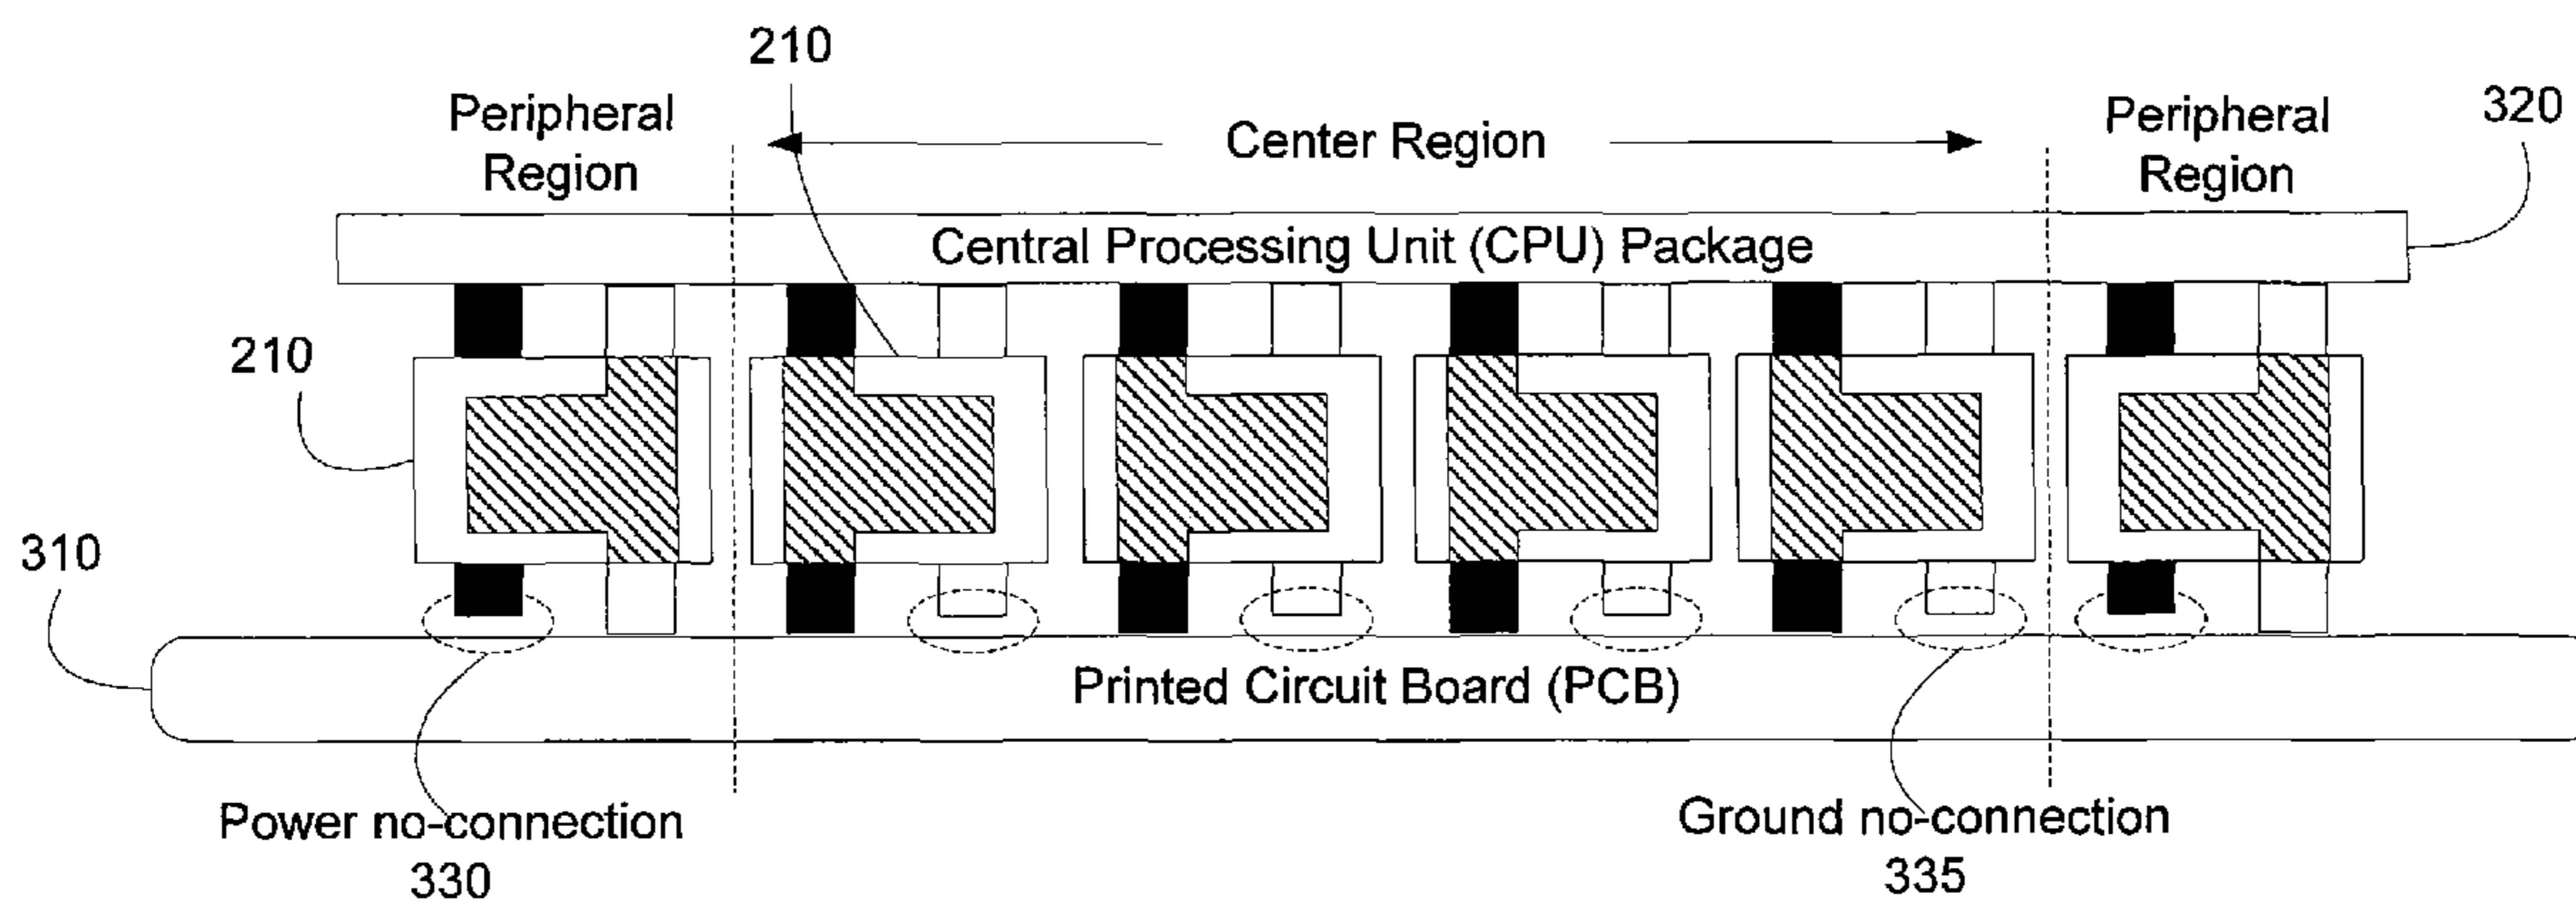 210
Peripheral
Region
Center Region
Peripheral
Region
320
Central Processing Unit (CPU) Package
210
310
Printed Circuit Board (PCB)
Power no-connection
330
Ground no-connection
335